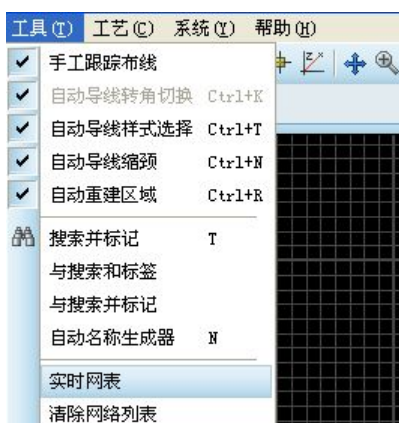 工具(T) 工艺(C) 系统(Y) 帮助(H)
手工跟踪布线
自动导线转角切换 Ctrl+K
自动导线样式选择 Ctrl+T
自动导线缩颈 Ctrl+N
自动重建区域 Ctrl+R
搜索并标记 T
与搜索和标签
与搜索并标记
自动名称生成器 N
实时网表
清除网络列表